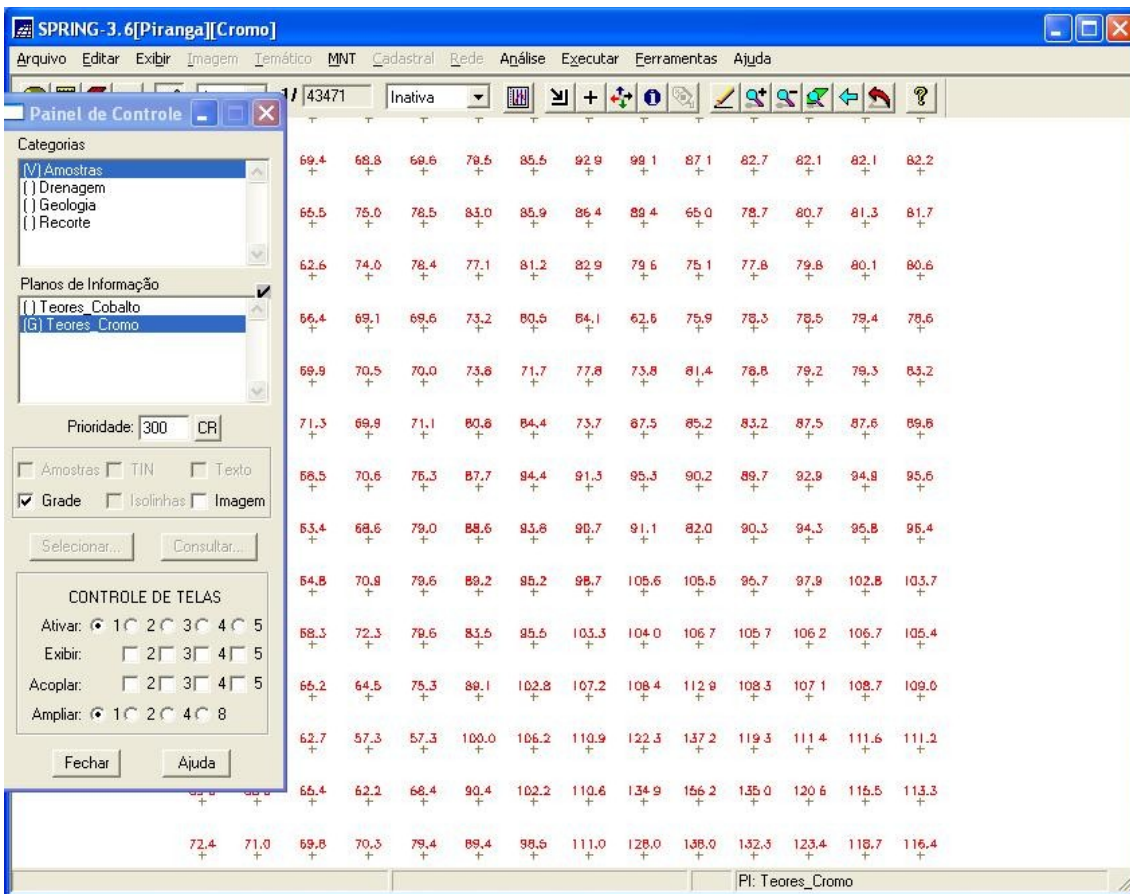 SPRING-3.6[Piranga][Cromo]
Arquivo Editar Exibir Imagem Temático MNT Cadastral Rede Análise Executar Ferramentas Ajuda
1/ 43471 Inativa
Painel de Controle
Categorias
(V) Amostras
( ) Drenagem
( ) Geologia
( ) Recorte
Planos de Informação
( ) Teores_Cobalto
(G) Teores_Cromo
Prioridade: 300 CR
Amostras TIN Texto
Grade Isolinhas Imagem
Selecionar... Consultar...
CONTROLE DE TELAS
Ativar: 1 2 3 4 5
Exibir: 2 3 4 5
Acoplar: 2 3 4 5
Ampliar: 1 2 4 8
Fechar Ajuda
69.4 68.8 69.6 79.5 85.5 92.9 99.1 87.1 82.7 82.1 82.1 82.2
65.5 75.0 78.5 83.0 85.9 86.4 89.4 65.0 78.7 80.7 81.3 81.7
62.6 74.0 78.4 77.1 81.2 82.9 79.6 75.1 77.8 79.8 80.1 80.6
66.4 69.1 69.6 73.2 80.5 84.1 62.6 75.9 78.3 78.5 79.4 78.6
69.9 70.5 70.0 73.8 71.7 77.8 73.8 81.4 78.8 79.2 79.3 83.2
71.3 69.9 71.1 80.8 84.4 73.7 87.5 85.2 83.2 87.5 87.6 89.8
70.6 76.3 87.7 94.4 91.3 95.3 90.2 89.7 92.9 94.9 95.6
68.6 79.0 88.6 93.8 90.7 91.1 82.0 90.3 94.3 95.8
70.9 79.6 89.2 95.2 98.7 105.6 105.5 97.9 102.8 103.7
72.3 79.6 83.5 95.5 103.3 104.0 106.7 105.7 106.2 106.7 105.4
65.2 64.5 75.3 89.1 102.8 107.2 108.4 112.9 108.3 107.1 108.7 109.0
62.7 57.3 57.3 100.0 106.2 110.9 122.3 137.2 119.3 111.4 111.6 111.2
65.4 62.2 68.4 90.4 102.2 110.6 134.9 156.2 135.0 120.6 115.5 113.3
72.4 71.0 69.8 70.3 79.4 89.4 98.6 111.0 128.0 138.0 132.3 123.4 118.7 116.4
PI: Teores_Cromo